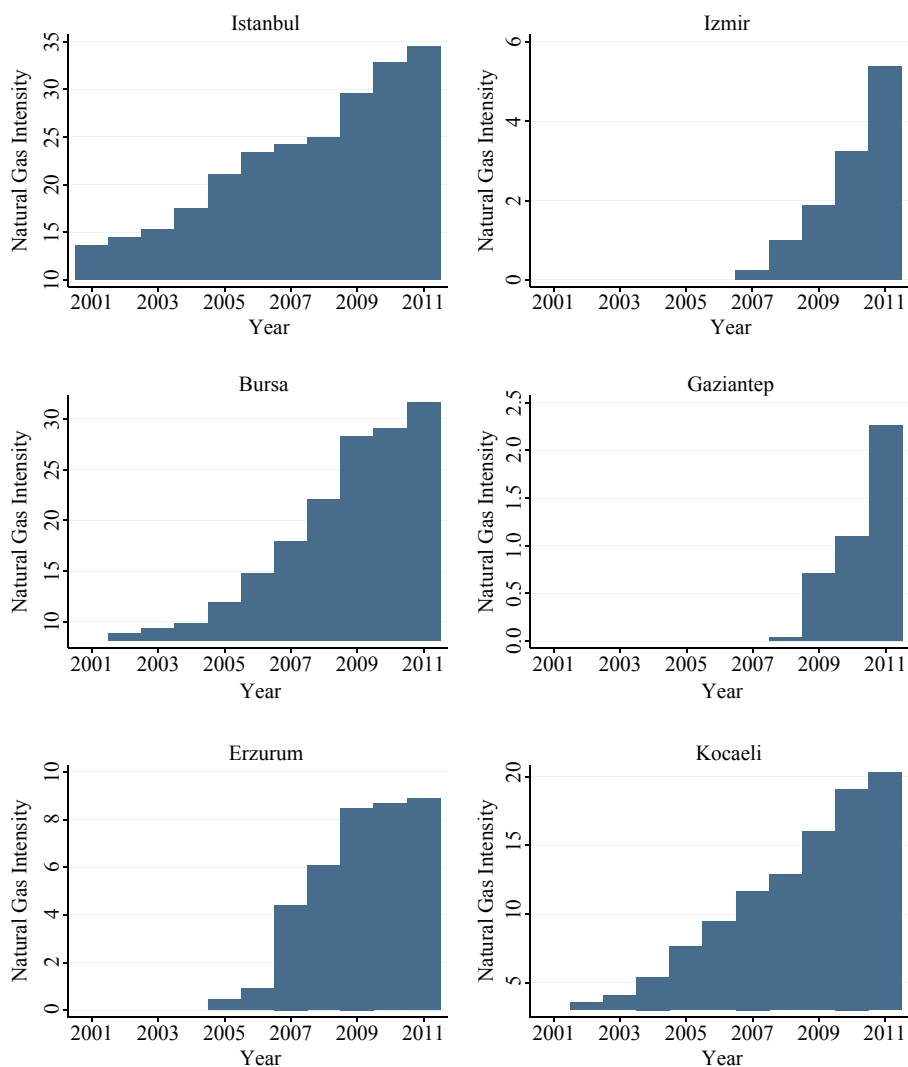 Istanbul
Natural Gas Intensity
35
30
25
20
15
10
2001 2003 2005 2007 2009 2011
Year
Izmir
Natural Gas Intensity
6
4
2
0
2001 2003 2005 2007 2009 2011
Year
Bursa
Natural Gas Intensity
30
25
20
15
10
2001 2003 2005 2007 2009 2011
Year
Gaziantep
Natural Gas Intensity
2.5
2.0
1.5
1.0
0.5
0.0
2001 2003 2005 2007 2009 2011
Year
Erzurum
Natural Gas Intensity
10
8
6
4
2
0
2001 2003 2005 2007 2009 2011
Year
Kocaeli
Natural Gas Intensity
20
15
10
5
2001 2003 2005 2007 2009 2011
Year